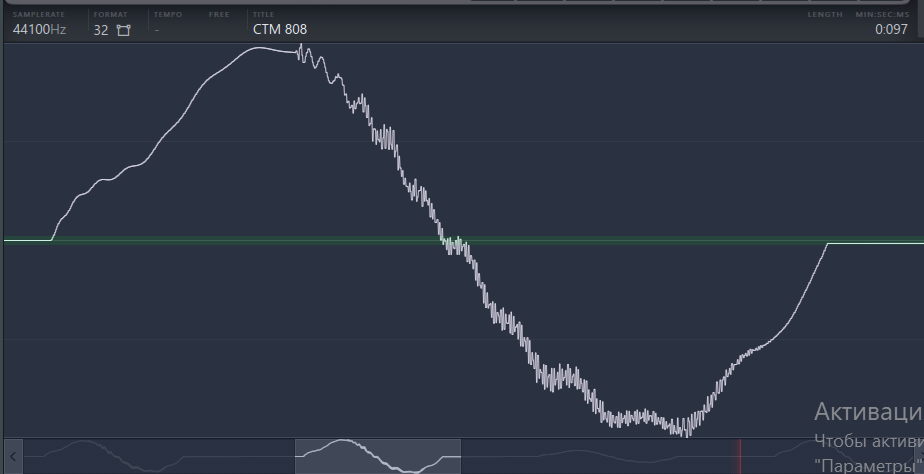 SAMPLERATE FORMAT TEMPO FREE TITLE LENGTH MIN:SEC:MS
44100Hz 32 - CTM 808 0:097
Активаци
Чтобы активи
"Параметры"